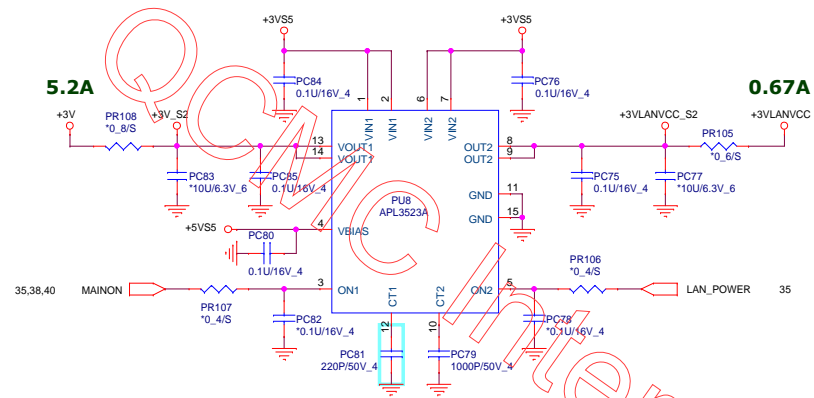 +3VS5
+3VS5
PC84
0.1U/16V_4
PC76
0.1U/16V_4
5.2A
0.67A
1
2
6
7
VIN1
VIN1
VIN2
VIN2
+3V
PR108
*0_8/S
+3V_S2
+3VLANVCC_S2
PR105
*0_6/S
+3VLANVCC
13
VOUT1
14
VOUT1
8
OUT2
9
OUT2
PC83
*10U/6.3V_6
PC85
0.1U/16V_4
PC75
0.1U/16V_4
PC77
*10U/6.3V_6
PU8
APL3523A
GND
11
GND
15
+5VS5
4
VBIAS
PC80
0.1U/16V_4
35,38,40
MAINON
PR107
*0_4/S
3
ON1
ON2
5
PR106
*0_4/S
LAN_POWER
35
PC82
*0.1U/16V_4
PC78
*0.1U/16V_4
CT1
CT2
12
10
PC81
220P/50V_4
PC79
1000P/50V_4
QCMC Inter